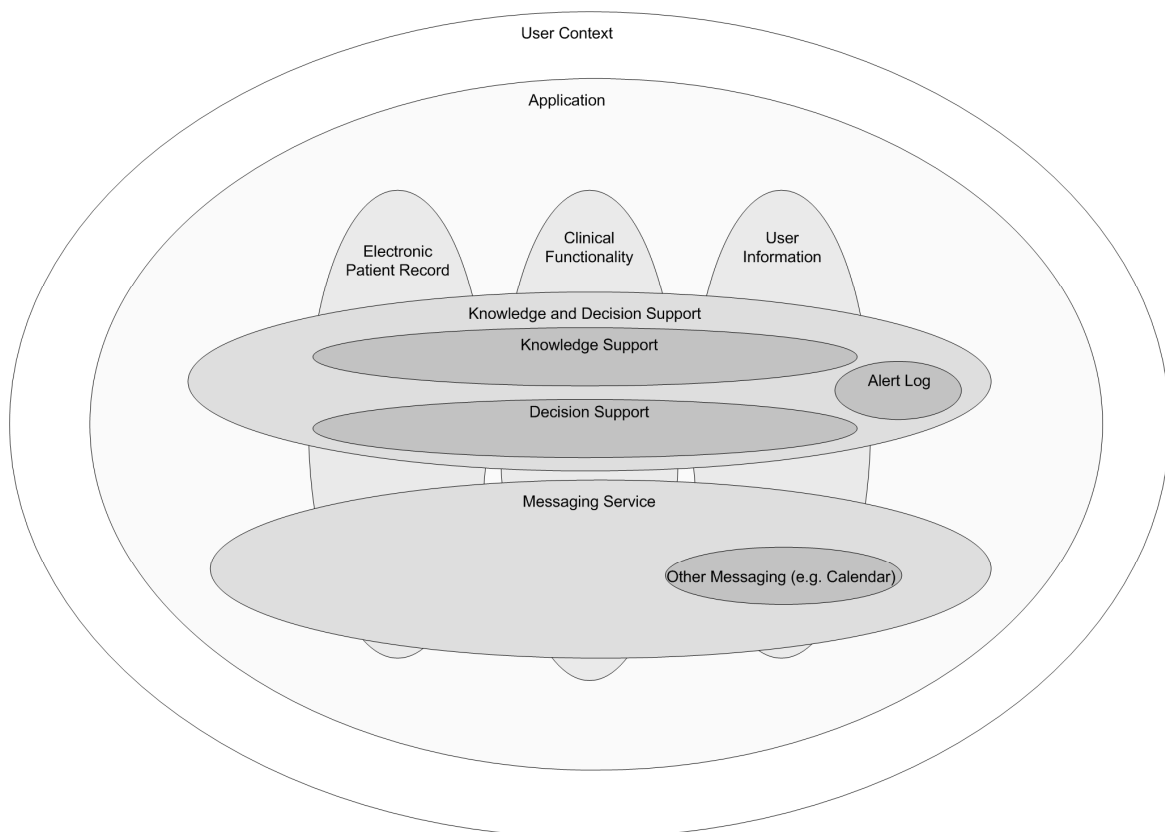 User Context
Application
Electronic
Patient Record
Clinical
Functionality
User
Information
Knowledge and Decision Support
Knowledge Support
Alert Log
Decision Support
Messaging Service
Other Messaging (e.g. Calendar)